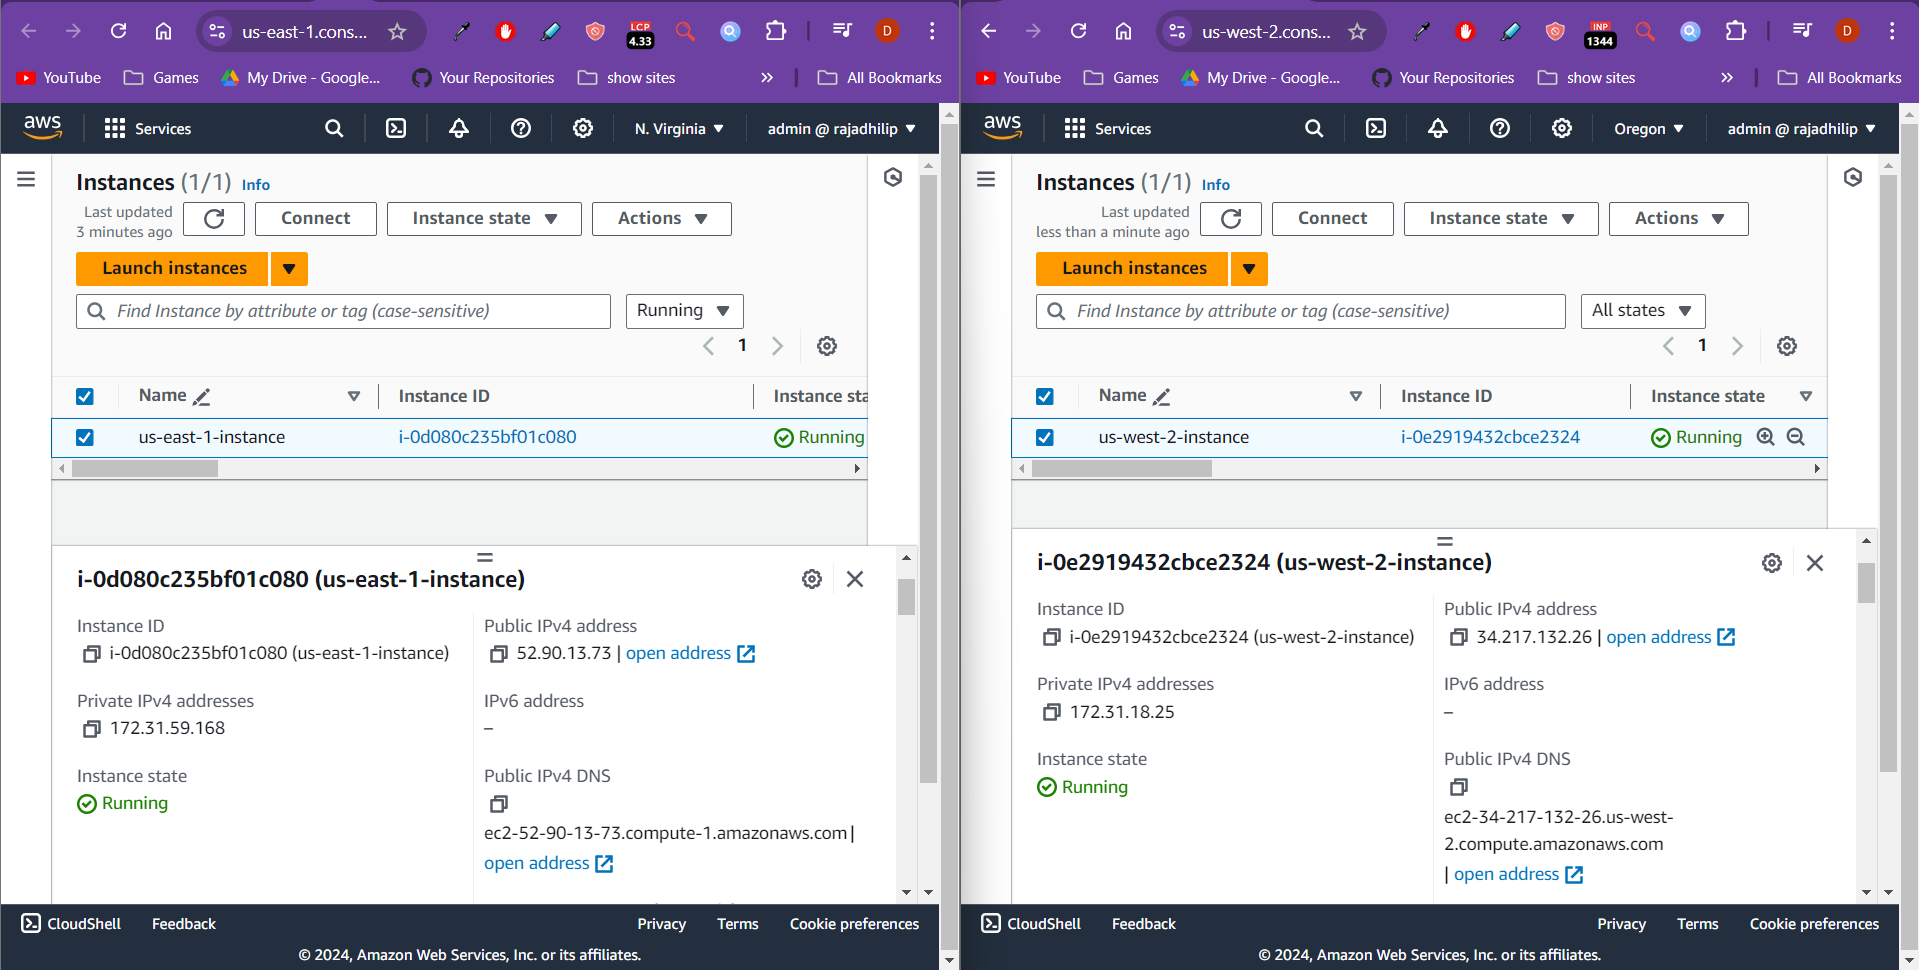 us-east-1.cons...
LCP
4.33
D
YouTube
Games
My Drive - Google...
Your Repositories
show sites
»
All Bookmarks
aws
Services
N. Virginia
admin @ rajadhilip
Instances (1/1) Info
Last updated
3 minutes ago
Connect
Instance state
Actions
Launch instances
Find Instance by attribute or tag (case-sensitive)
Running
1
Name
Instance ID
Instance sta
us-east-1-instance
i-0d080c235bf01c080
Running
i-0d080c235bf01c080 (us-east-1-instance)
Instance ID
i-0d080c235bf01c080 (us-east-1-instance)
Public IPv4 address
52.90.13.73 | open address
Private IPv4 addresses
172.31.59.168
IPv6 address
–
Instance state
Running
Public IPv4 DNS
ec2-52-90-13-73.compute-1.amazonaws.com |
open address
CloudShell
Feedback
Privacy
Terms
Cookie preferences
© 2024, Amazon Web Services, Inc. or its affiliates.
us-west-2.cons...
INP
1344
D
YouTube
Games
My Drive - Google...
Your Repositories
show sites
»
All Bookmarks
aws
Services
Oregon
admin @ rajadhilip
Instances (1/1) Info
Last updated
less than a minute ago
Connect
Instance state
Actions
Launch instances
Find Instance by attribute or tag (case-sensitive)
All states
1
Name
Instance ID
Instance state
us-west-2-instance
i-0e2919432cbce2324
Running
i-0e2919432cbce2324 (us-west-2-instance)
Instance ID
i-0e2919432cbce2324 (us-west-2-instance)
Public IPv4 address
34.217.132.26 | open address
Private IPv4 addresses
172.31.18.25
IPv6 address
–
Instance state
Running
Public IPv4 DNS
ec2-34-217-132-26.us-west-
2.compute.amazonaws.com
| open address
CloudShell
Feedback
Privacy
Terms
Cookie preferences
© 2024, Amazon Web Services, Inc. or its affiliates.